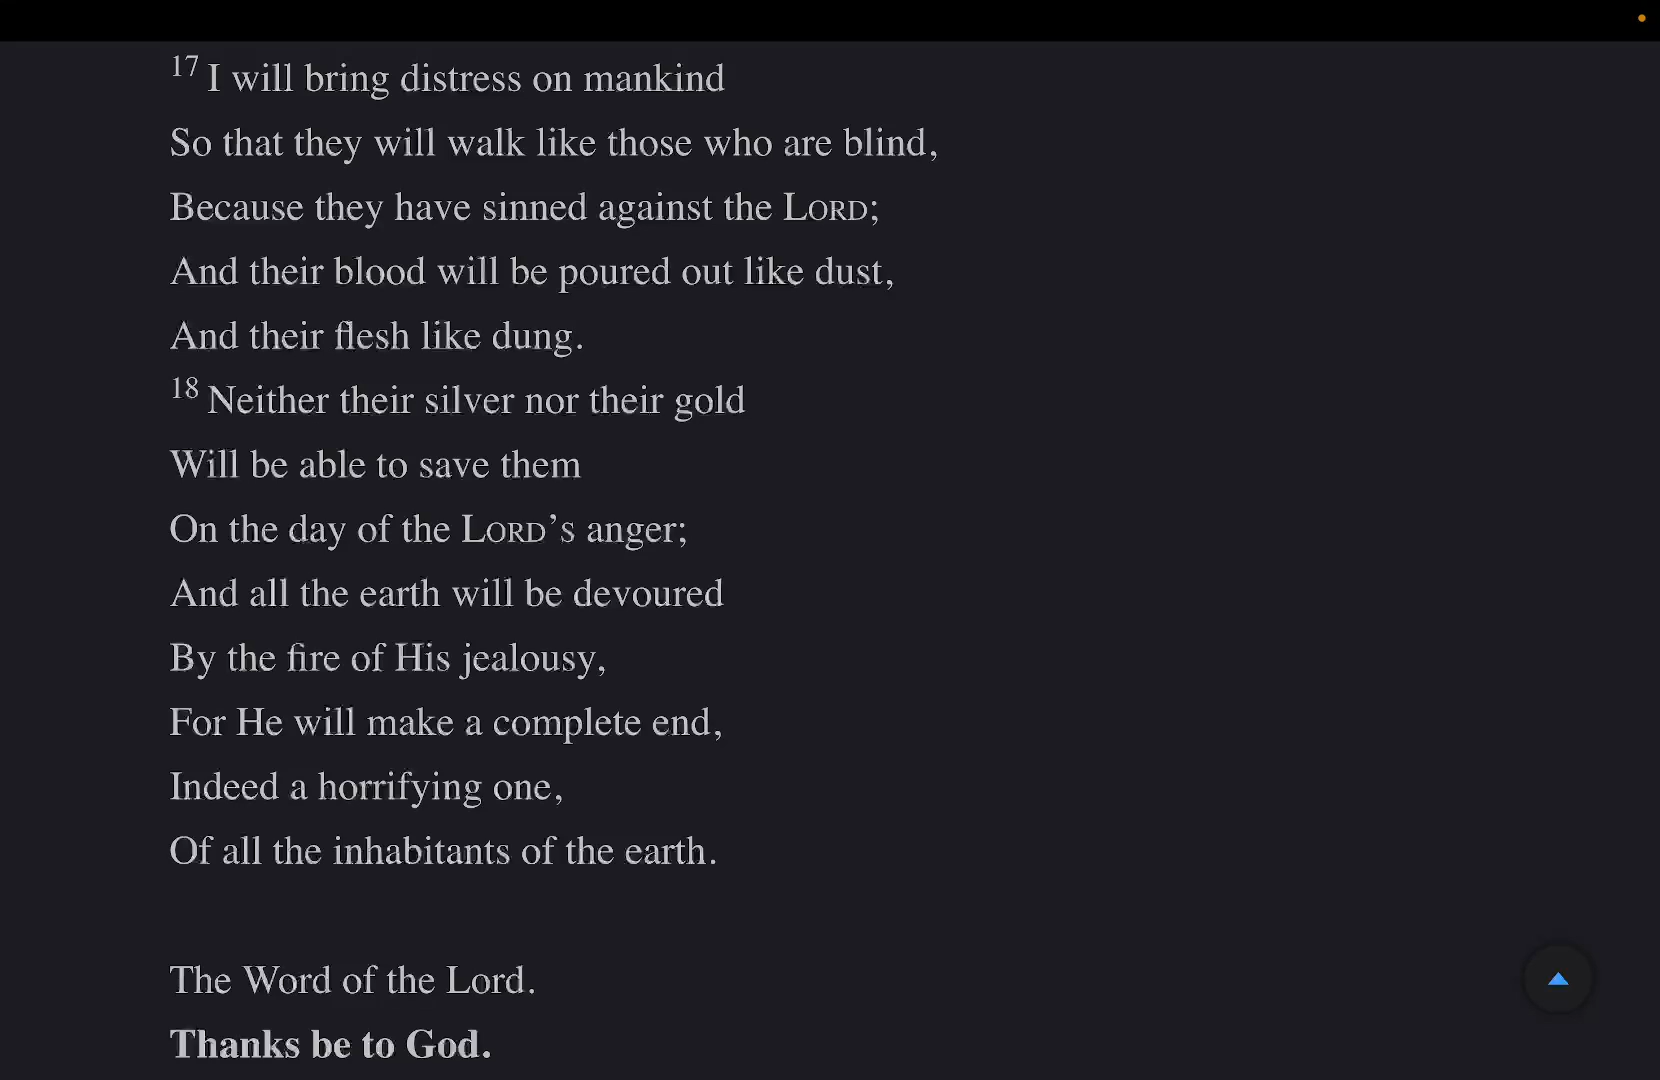 17 I will bring distress on mankind
So that they will walk like those who are blind,
Because they have sinned against the LORD;
And their blood will be poured out like dust,
And their flesh like dung.
18 Neither their silver nor their gold
Will be able to save them
On the day of the LORD’S anger;
And all the earth will be devoured
By the fire of His jealousy,
For He will make a complete end,
Indeed a horrifying one,
Of all the inhabitants of the earth.
The Word of the Lord.
Thanks be to God.